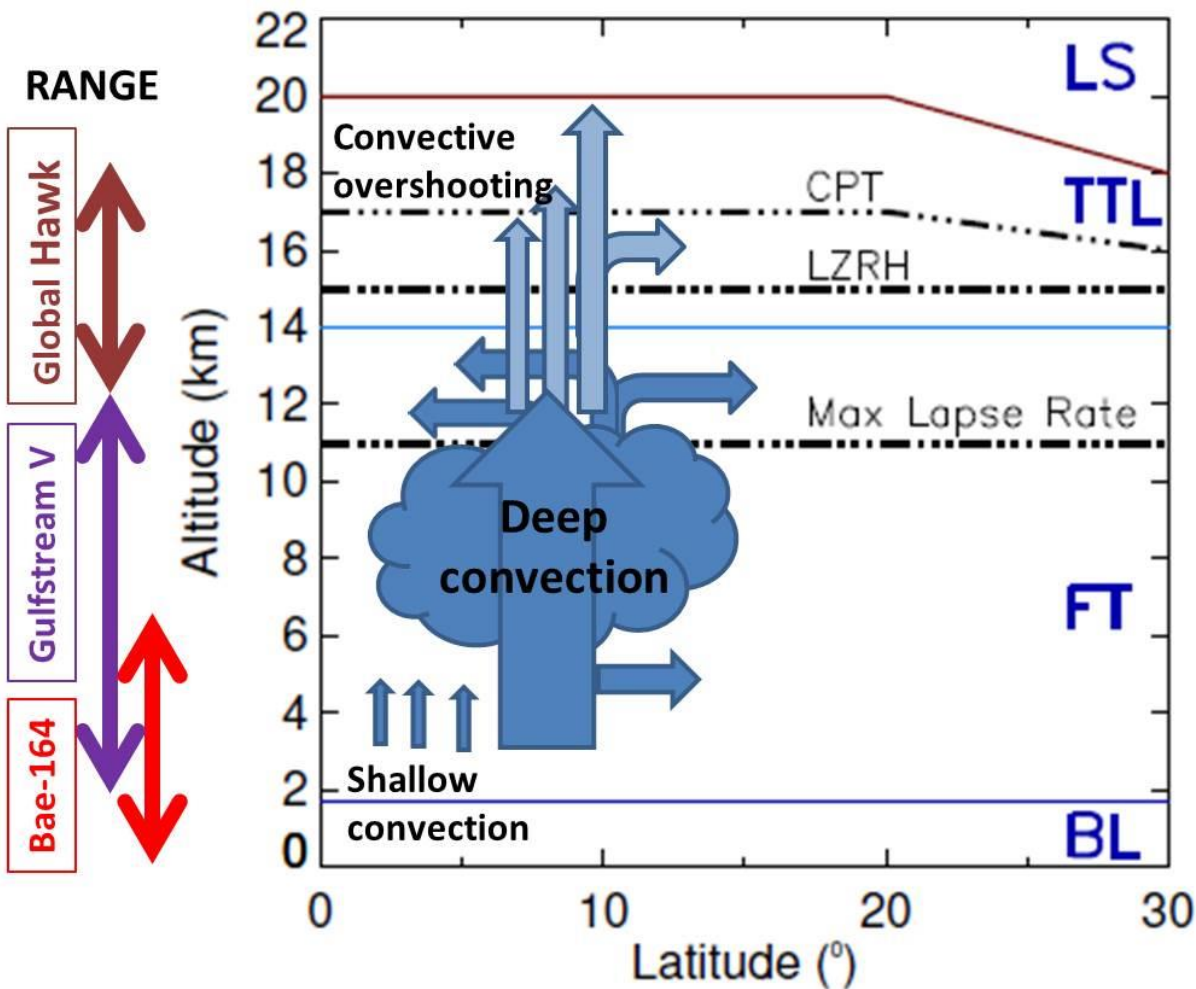 RANGE
Global Hawk
Gulfstream V
Bae-164
Altitude (km)
22
20
18
16
14
12
10
8
6
4
2
0
LS
Convective
overshooting
CPT
TTL
LZRH
Max Lapse Rate
Deep
convection
FT
Shallow
convection
BL
0
10
20
30
Latitude (⁰)